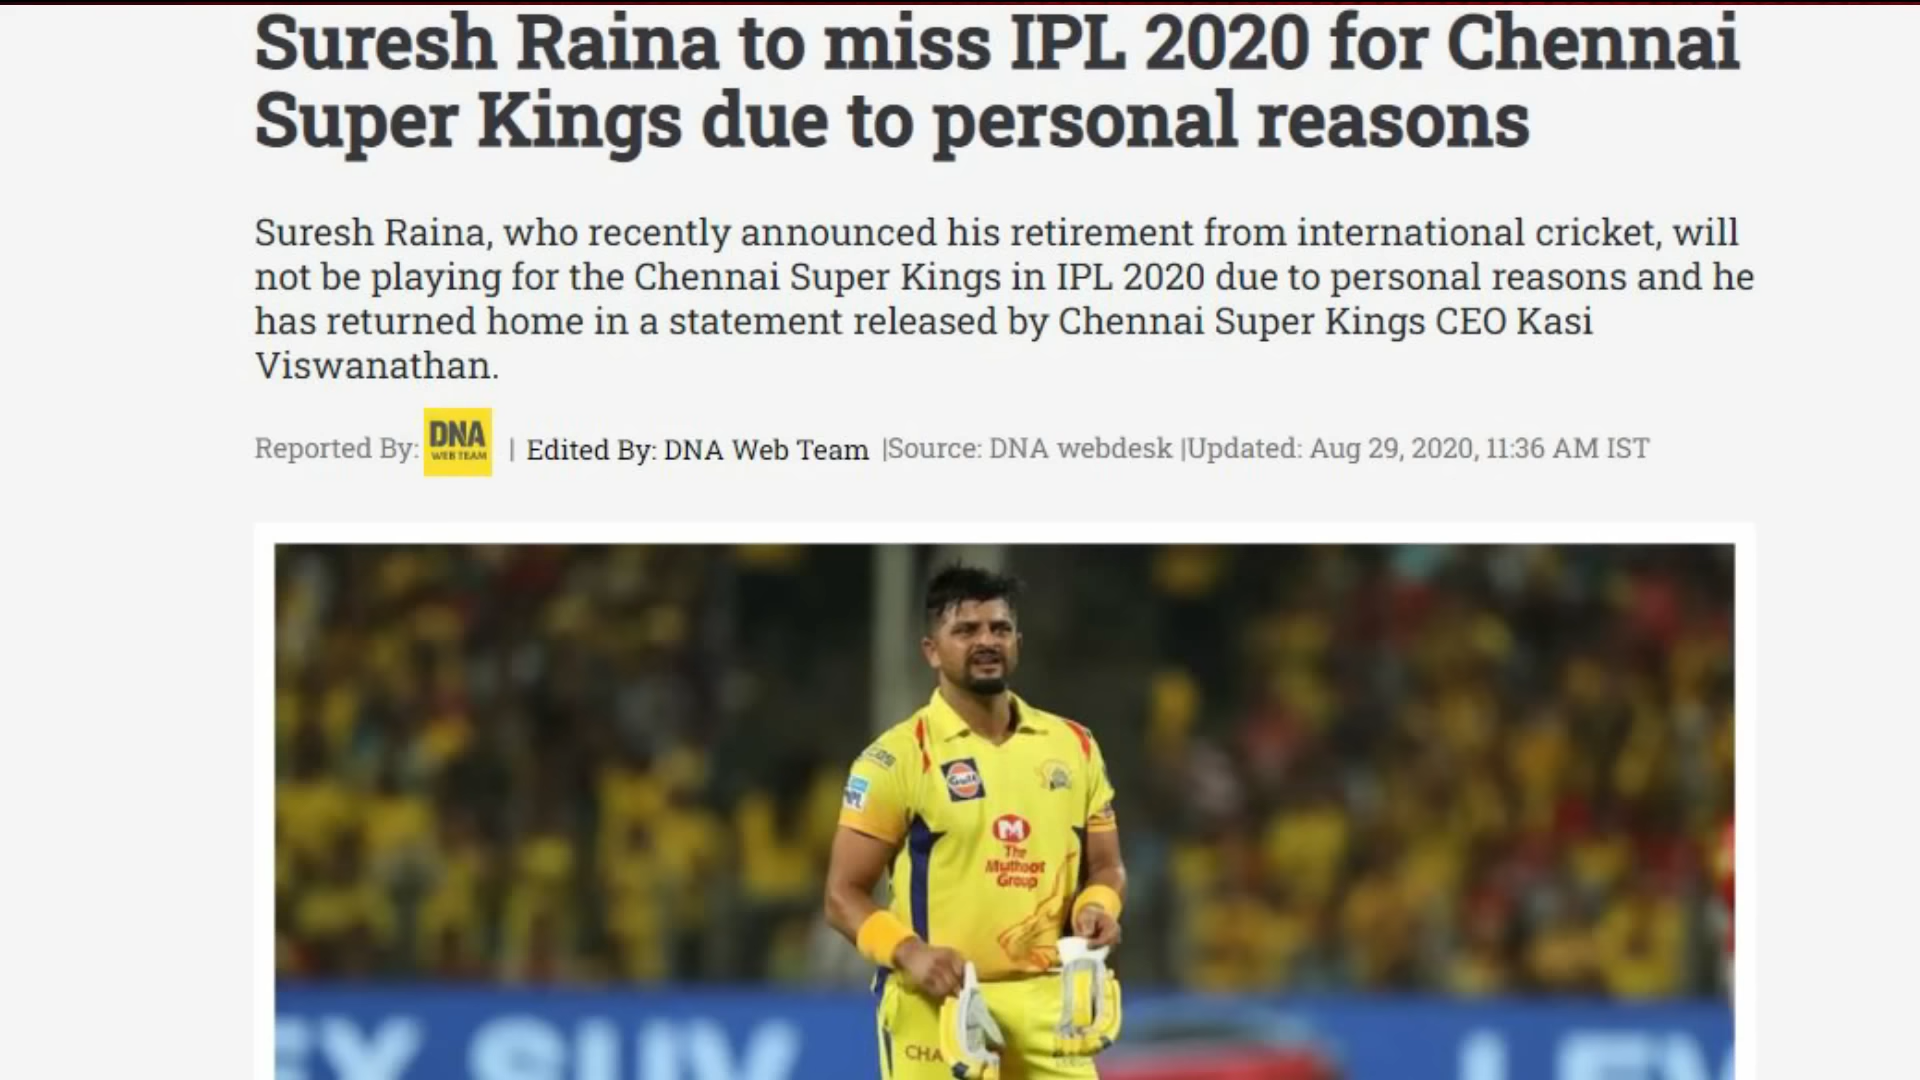 Suresh Raina to miss IPL 2020 for Chennai
Super Kings due to personal reasons
Suresh Raina, who recently announced his retirement from international cricket, will
not be playing for the Chennai Super Kings in IPL 2020 due to personal reasons and he
has returned home in a statement released by Chennai Super Kings CEO Kasi
Viswanathan.
Reported By: DNA WEB TEAM | Edited By: DNA Web Team |Source: DNA webdesk |Updated: Aug 29, 2020, 11:36 AM IST
Gulf
IPL
M
The
Muthoot
Group
CHA
SUV